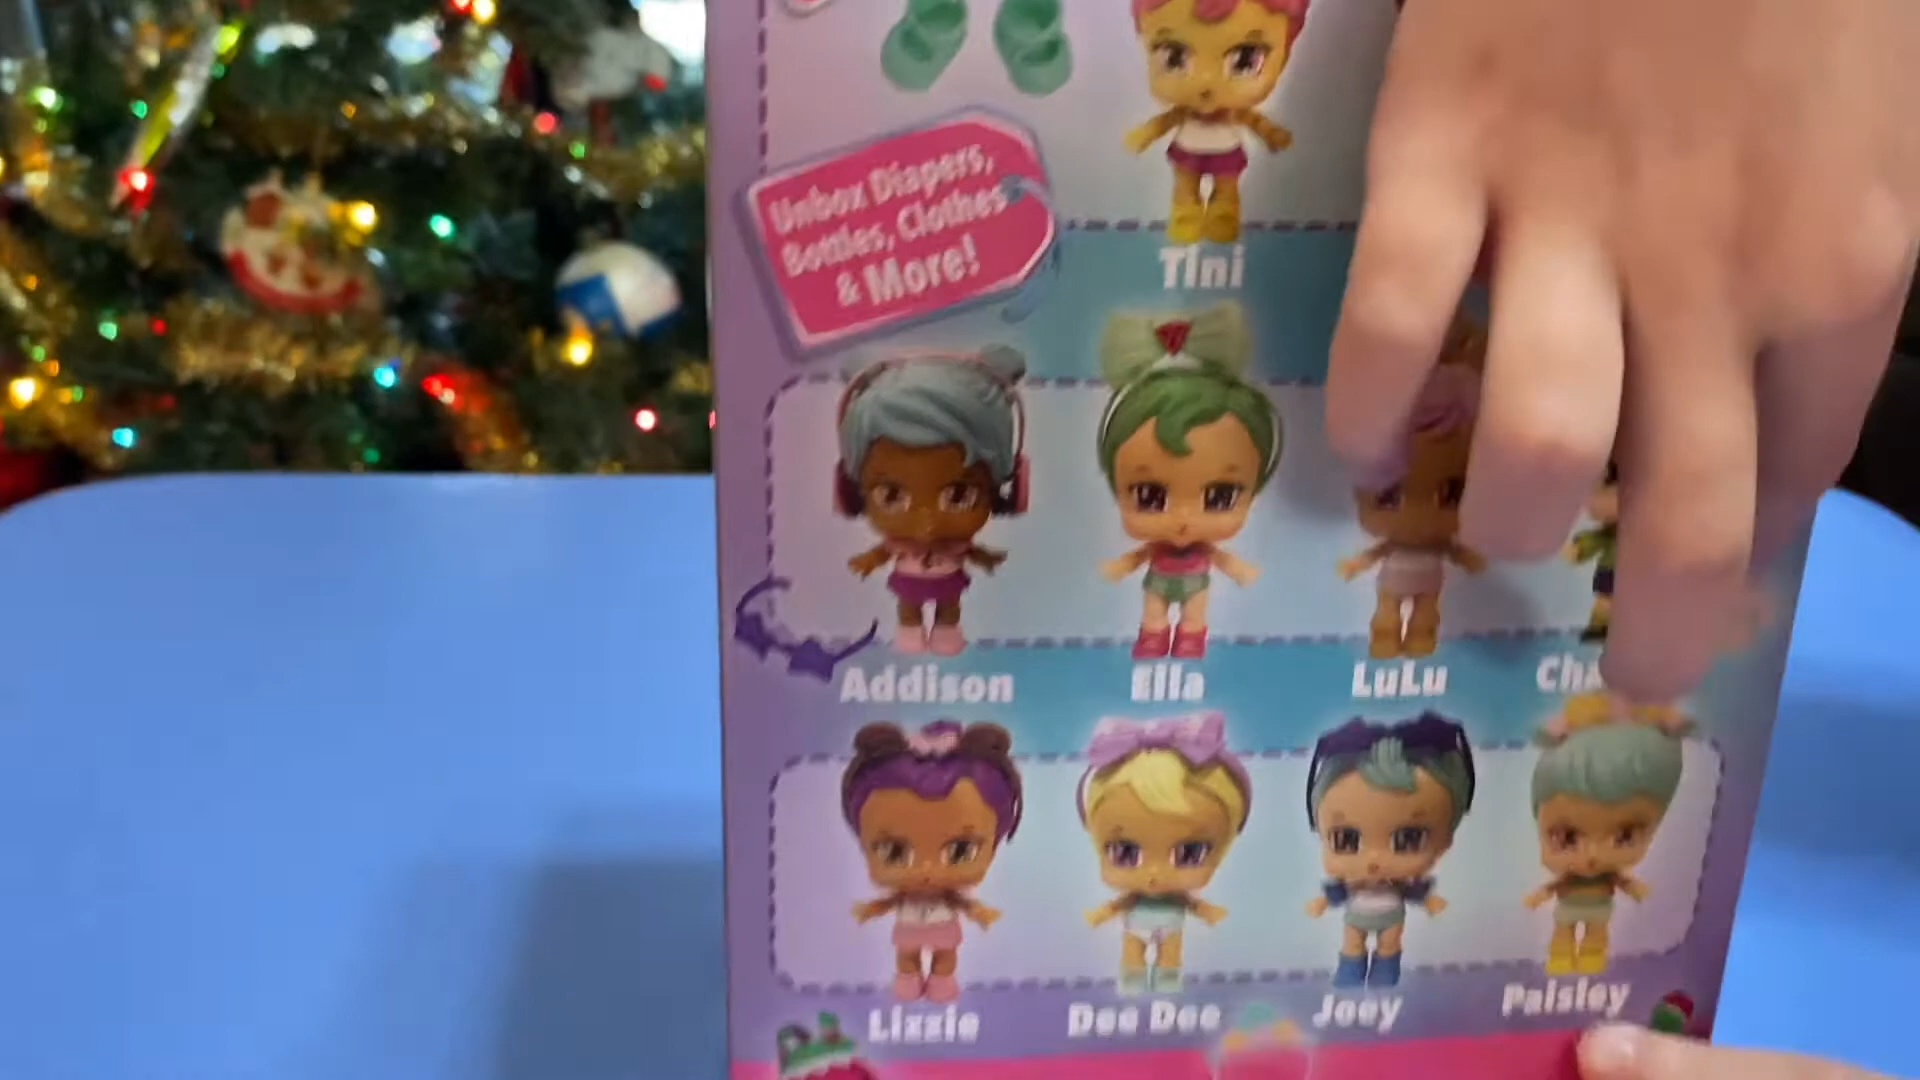 Unbox Diapers,
Bottles, Clothes
& More!
Tini
Addison Ella LuLu
Lizzie Dee Dee Joey Paisley